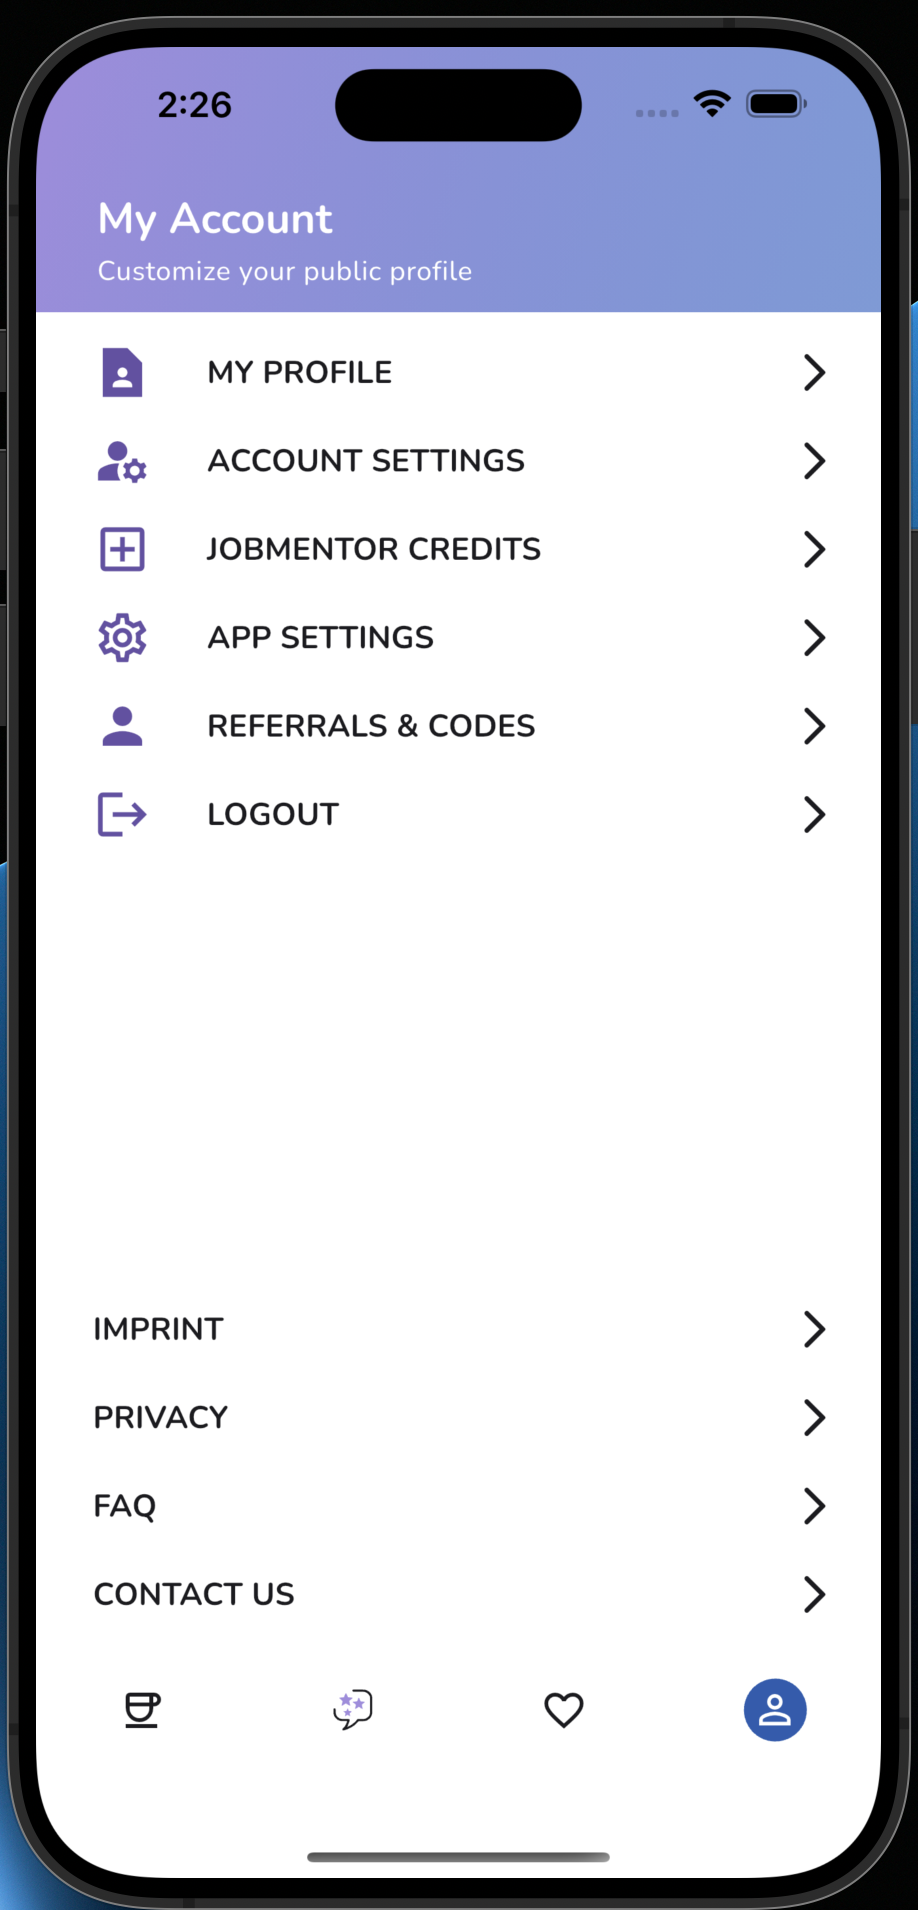 2:26
My Account
Customize your public profile
MY PROFILE
ACCOUNT SETTINGS
JOBMENTOR CREDITS
APP SETTINGS
REFERRALS & CODES
LOGOUT
IMPRINT
PRIVACY
FAQ
CONTACT US